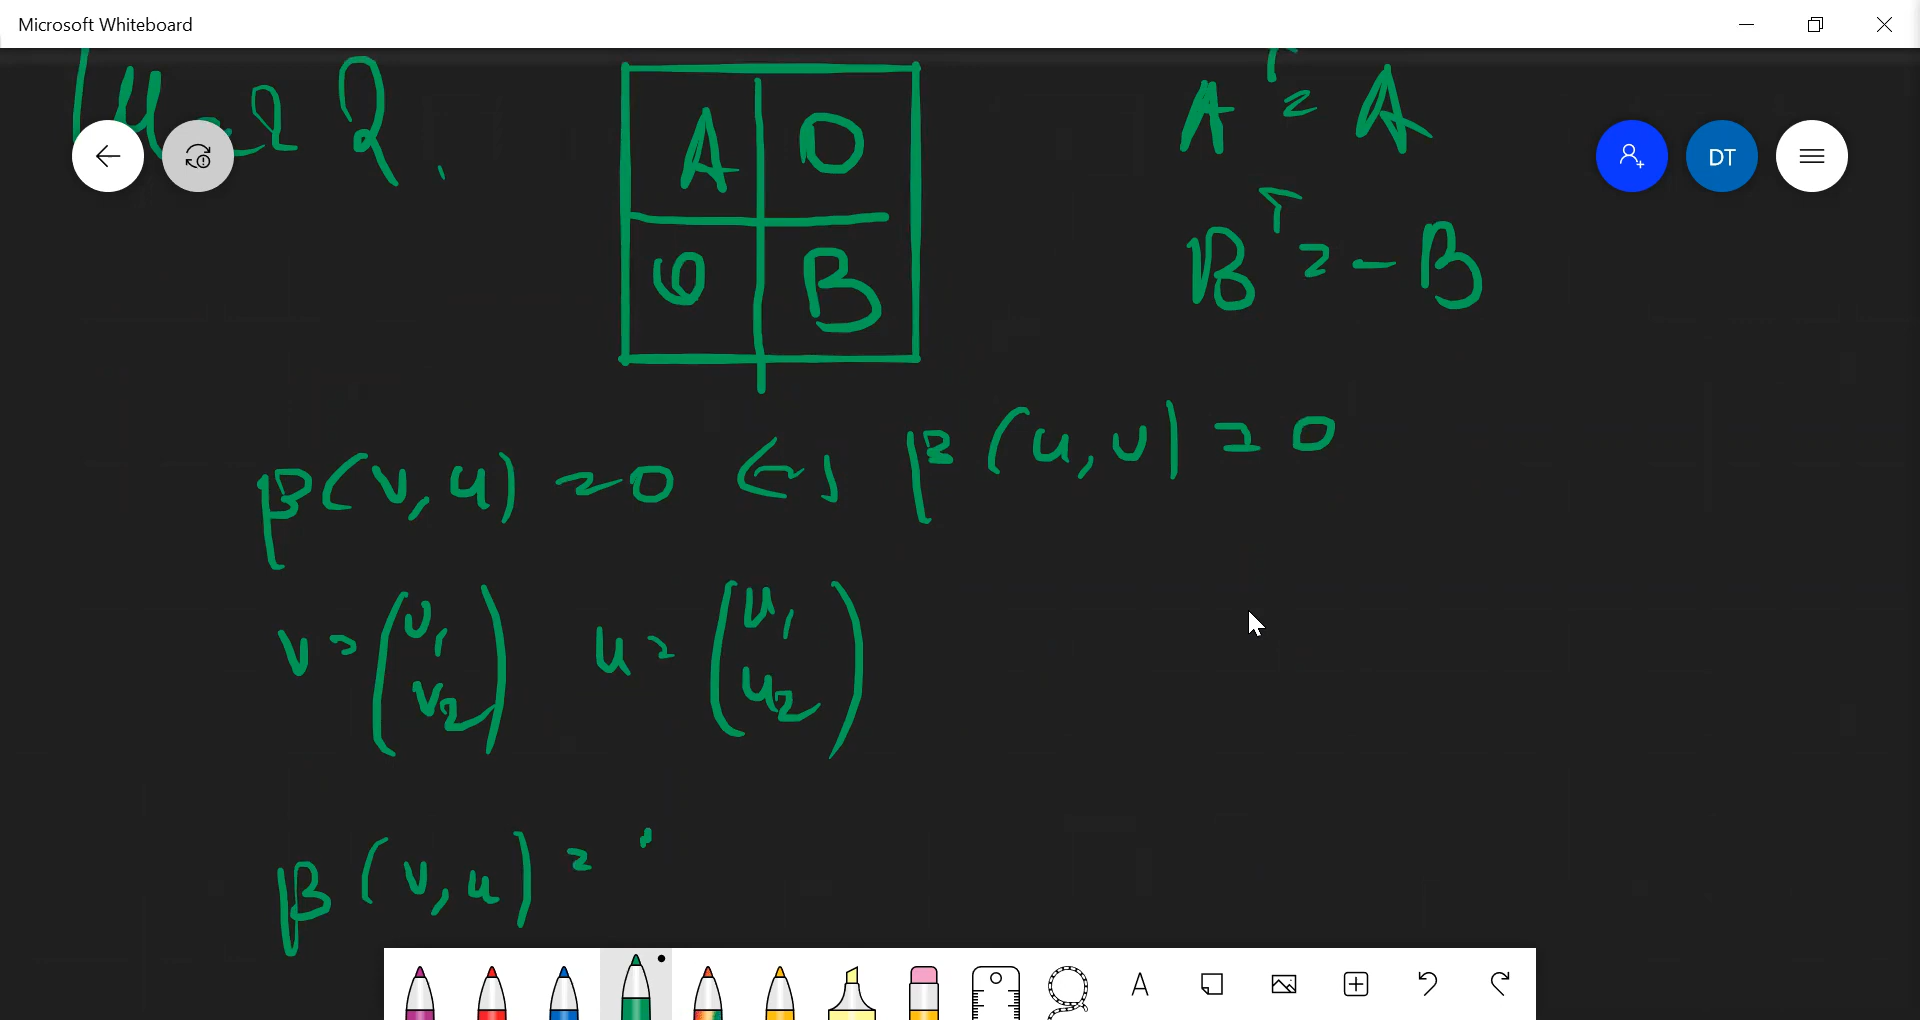 Microsoft Whiteboard
A O
O B
A^T = A
B^T = - B
DT
β(v, u) = 0 <-> β(u, v) = 0
v = (v1 v2) u = (u1 u2)
β(v, u) =
A